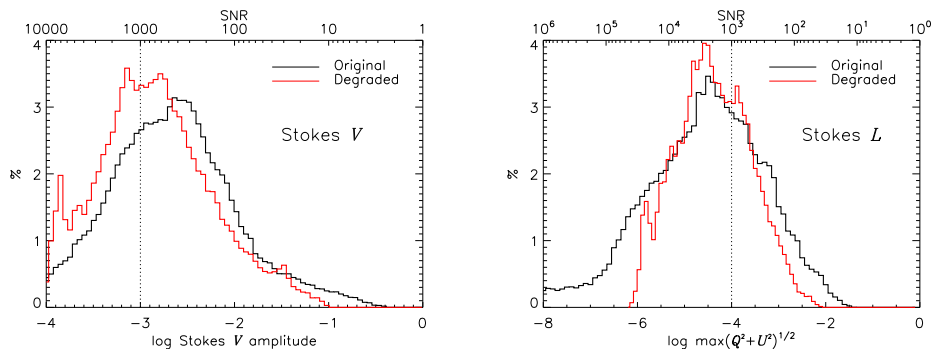 SNR
10000 1000 100 10 1
4
3
2
1
0
%
Original
Degraded
Stokes V
−4 −3 −2 −1 0
log Stokes V amplitude
SNR
10⁶ 10⁵ 10⁴ 10³ 10² 10¹ 10⁰
4
3
2
1
0
%
Original
Degraded
Stokes L
−8 −6 −4 −2 0
log max(Q²+U²)¹/²